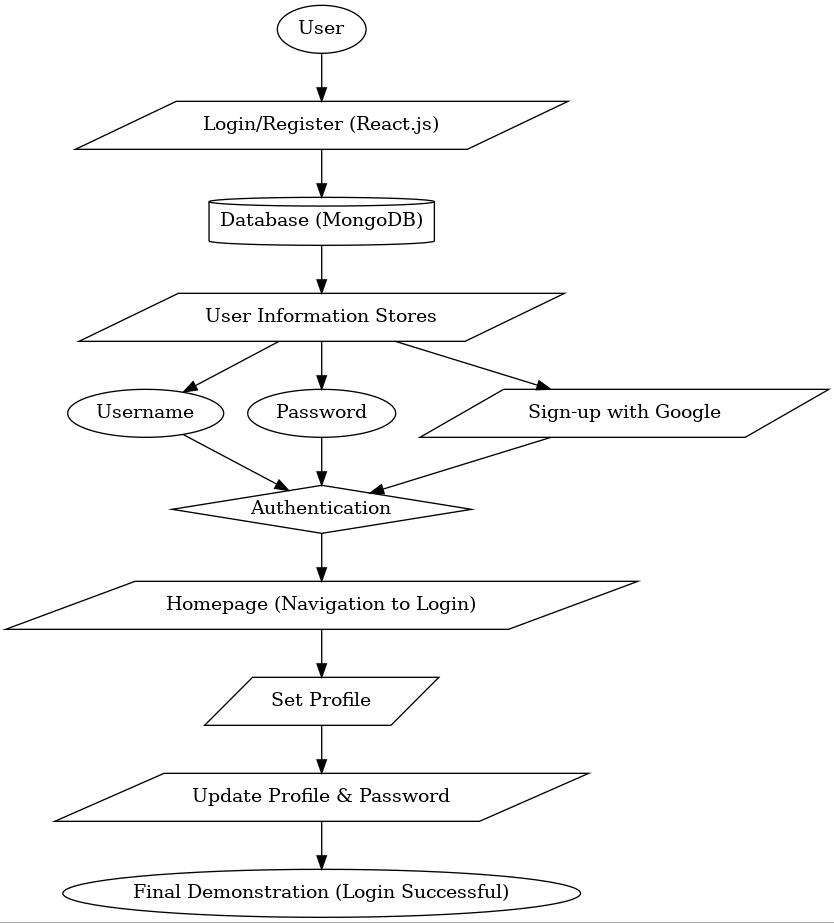 User
Login/Register (React.js)
Database (MongoDB)
User Information Stores
Username
Password
Sign-up with Google
Authentication
Homepage (Navigation to Login)
Set Profile
Update Profile & Password
Final Demonstration (Login Successful)